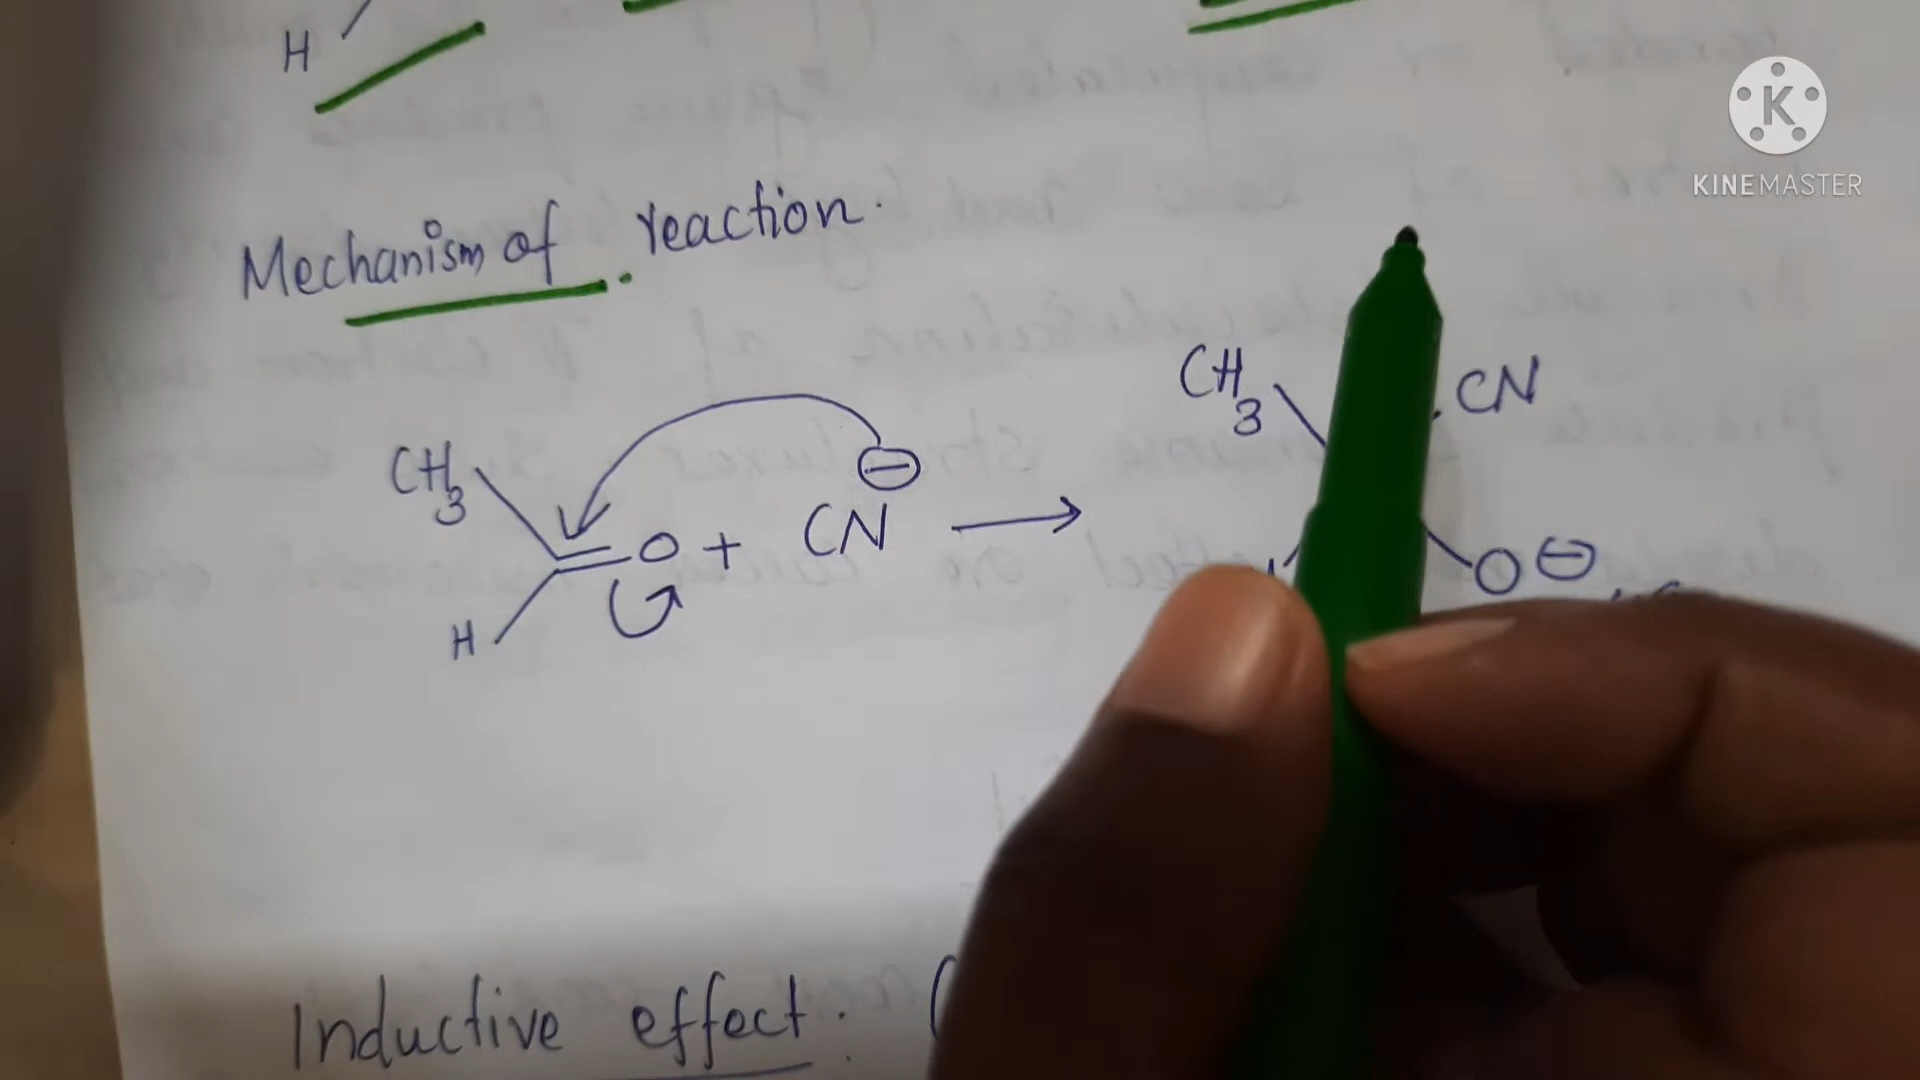 H
KINEMASTER
Mechanism of reaction.
CH3 CN
CH3 ⊖
O + CN → O ⊖
H
Inductive effect. (